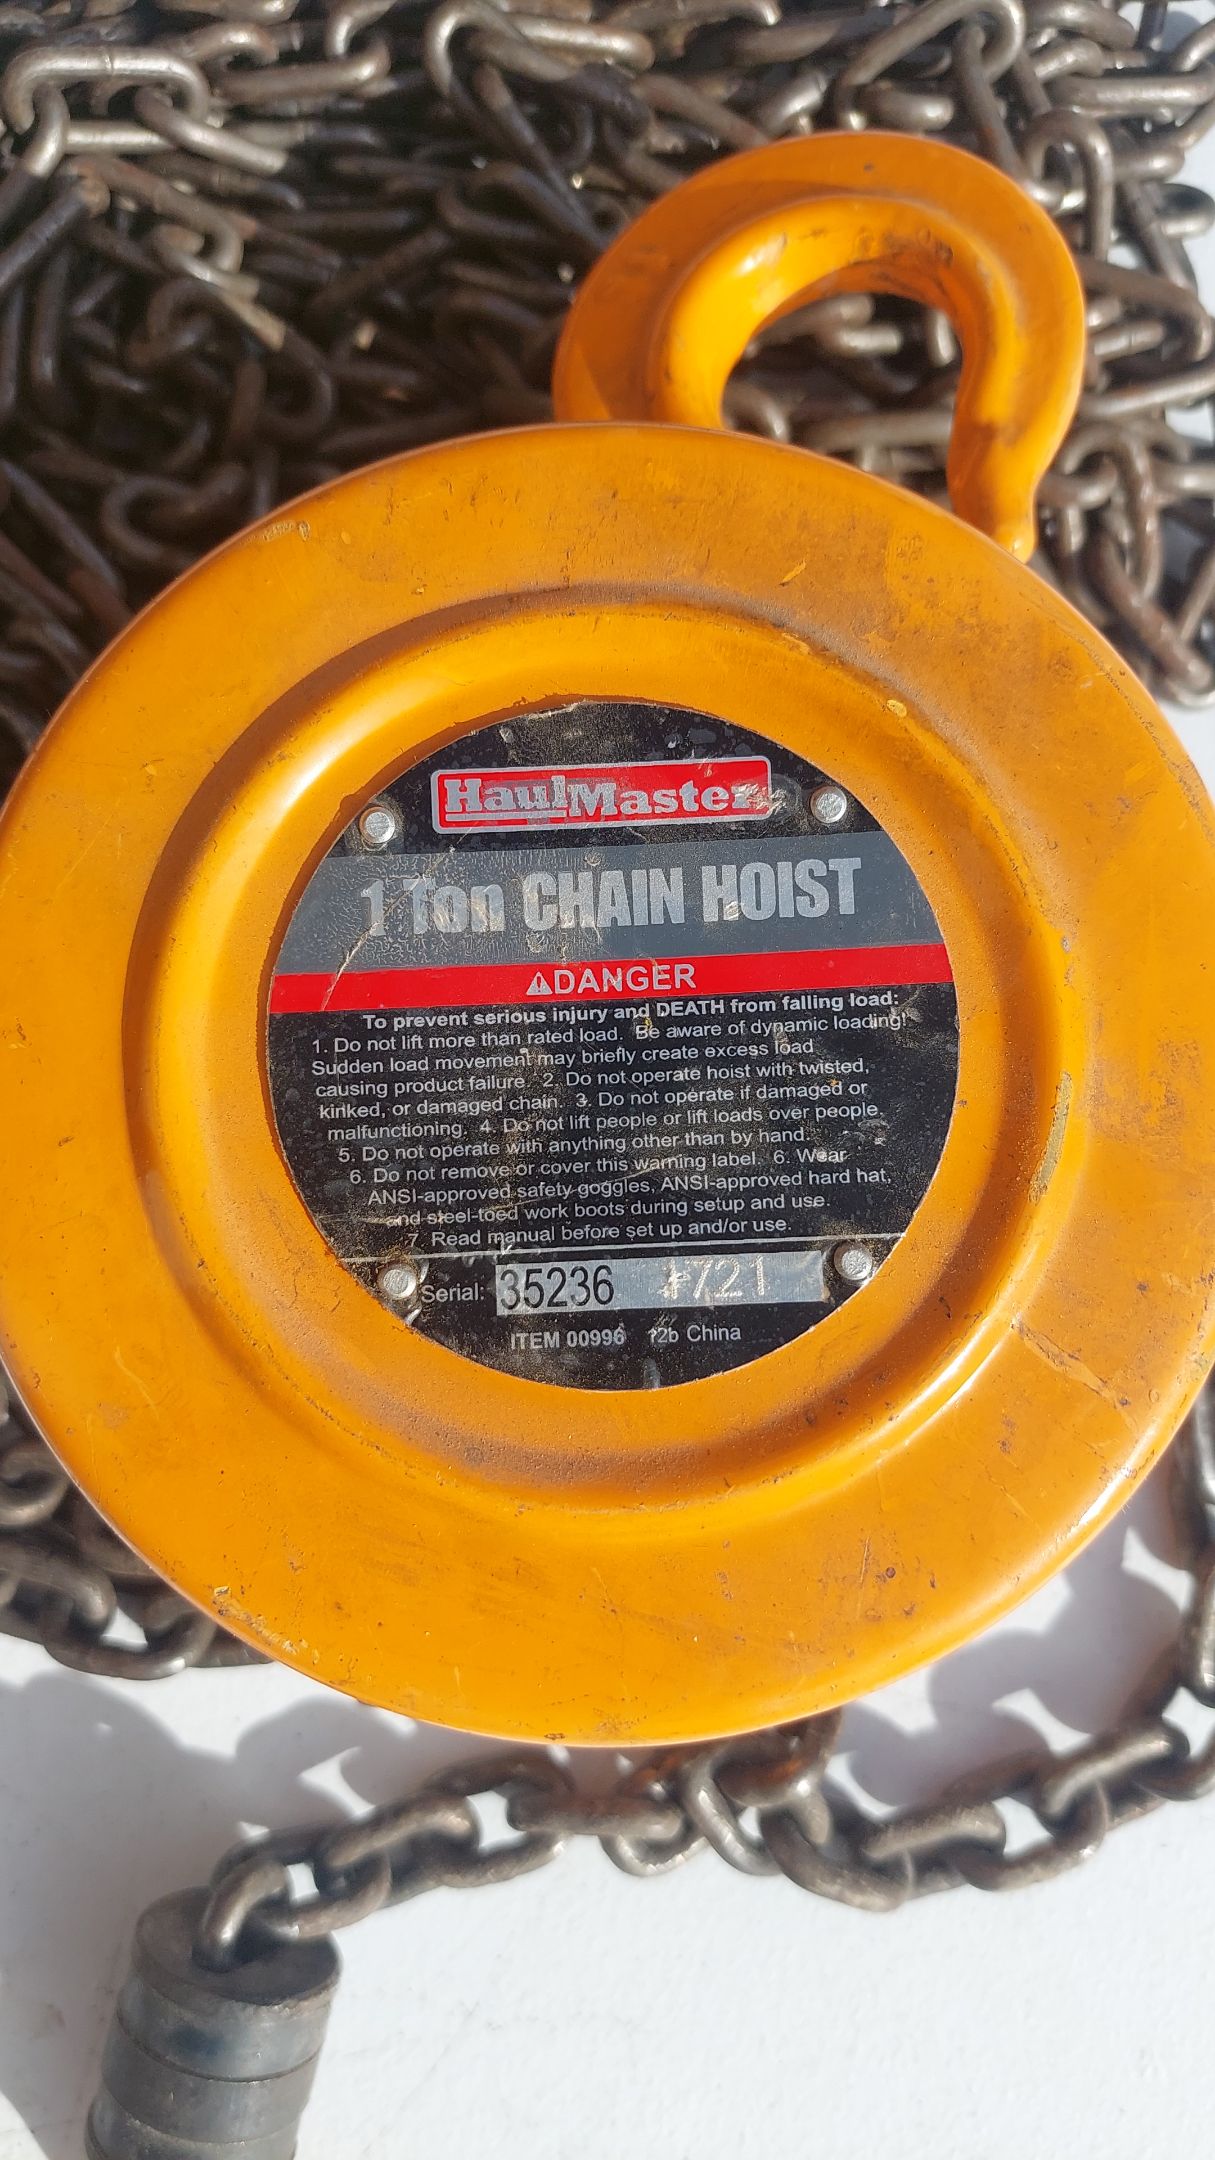 HaulMaster
1 Ton CHAIN HOIST
⚠DANGER
To prevent serious injury and DEATH from falling load:
1. Do not lift more than rated load. Be aware of dynamic loading!
Sudden load movement may briefly create excess load
causing product failure. 2. Do not operate hoist with twisted,
kinked, or damaged chain. 3. Do not operate if damaged or
malfunctioning. 4. Do not lift people or lift loads over people.
5. Do not operate with anything other than by hand.
6. Do not remove or cover this warning label. 6. Wear
ANSI-approved safety goggles, ANSI-approved hard hat,
and steel-toed work boots during setup and use.
7. Read manual before set up and/or use.
Serial: 35236
ITEM 00996 12b China